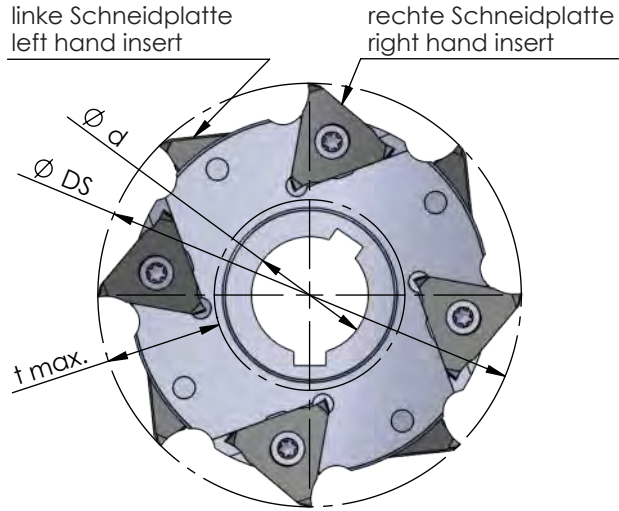 linke Schneidplatte
left hand insert
rechte Schneidplatte
right hand insert
Ø d
Ø DS
t max.